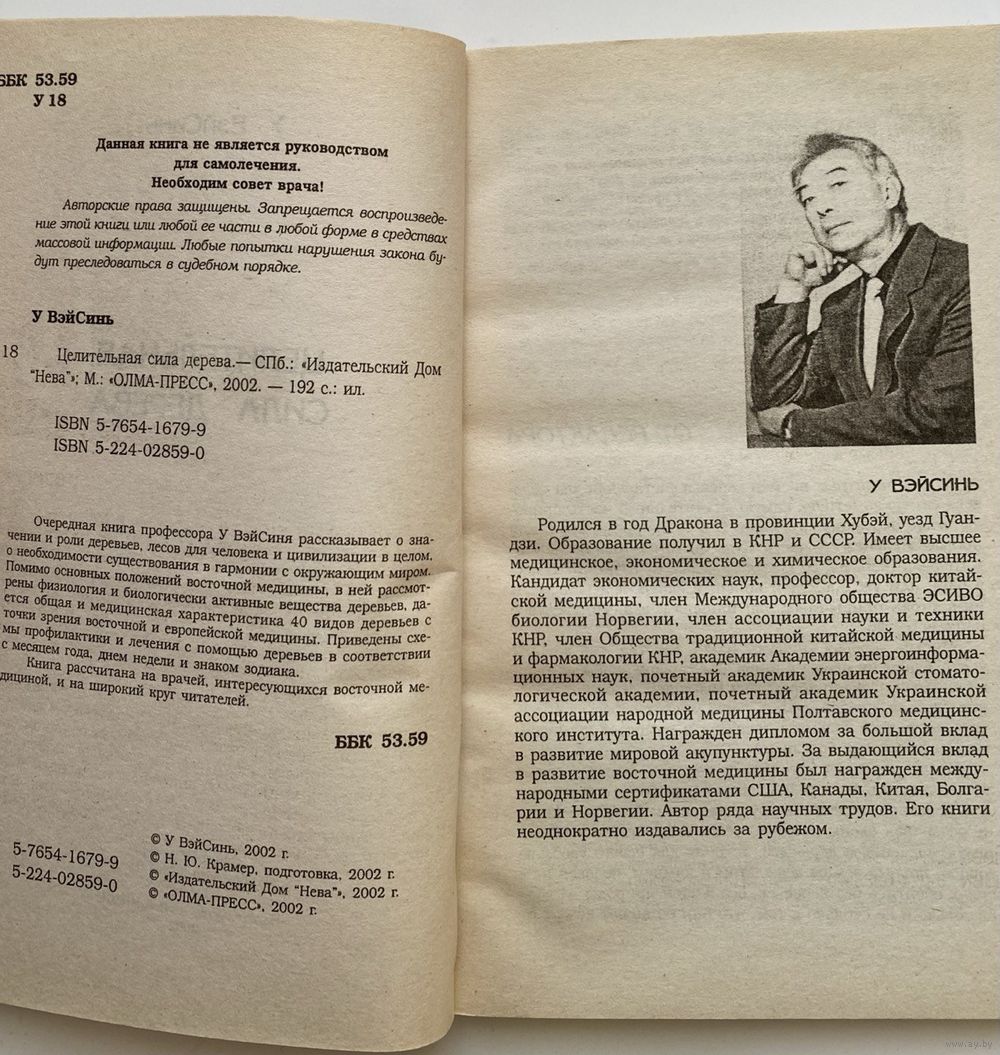 ББК 53.59
У 18
Данная книга не является руководством
для самолечения.
Необходим совет врача!
Авторские права защищены. Запрещается воспроизведе-
ние этой книги или любой ее части в любой форме в средствах
массовой информации. Любые попытки нарушения закона бу-
дут преследоваться в судебном порядке.
У ВэйСинь
18 Целительная сила дерева.— СПб.: «Издательский Дом
"Нева"»; М.: «ОЛМА-ПРЕСС», 2002. — 192 с.: ил.
ISBN 5-7654-1679-9
ISBN 5-224-02859-0
Очередная книга профессора У ВэйСиня рассказывает о зна-
чении и роли деревьев, лесов для человека и цивилизации в целом,
о необходимости существования в гармонии с окружающим миром.
Помимо основных положений восточной медицины, в ней рассмот-
рены физиология и биологически активные вещества деревьев, да-
ется общая и медицинская характеристика 40 видов деревьев с
точки зрения восточной и европейской медицины. Приведены схе-
мы профилактики и лечения с помощью деревьев в соответствии
с месяцем года, днем недели и знаком зодиака.
Книга рассчитана на врачей, интересующихся восточной ме-
дициной, и на широкий круг читателей.
ББК 53.59
5-7654-1679-9
5-224-02859-0
© У ВэйСинь, 2002 г.
© Н. Ю. Крамер, подготовка, 2002 г.
© «Издательский Дом "Нева"», 2002 г.
© «ОЛМА-ПРЕСС», 2002 г.
У ВЭЙСИНЬ
Родился в год Дракона в провинции Хубэй, уезд Гуан-
дзи. Образование получил в КНР и СССР. Имеет высшее
медицинское, экономическое и химическое образования.
Кандидат экономических наук, профессор, доктор китай-
ской медицины, член Международного общества ЭСИВО
биологии Норвегии, член ассоциации науки и техники
КНР, член Общества традиционной китайской медицины
и фармакологии КНР, академик Академии энергоинформа-
ционных наук, почетный академик Украинской стомато-
логической академии, почетный академик Украинской
ассоциации народной медицины Полтавского медицинс-
кого института. Награжден дипломом за большой вклад
в развитие мировой акупунктуры. За выдающийся вклад
в развитие восточной медицины был награжден между-
народными сертификатами США, Канады, Китая, Болга-
рии и Норвегии. Автор ряда научных трудов. Его книги
неоднократно издавались за рубежом.
www.ay.by